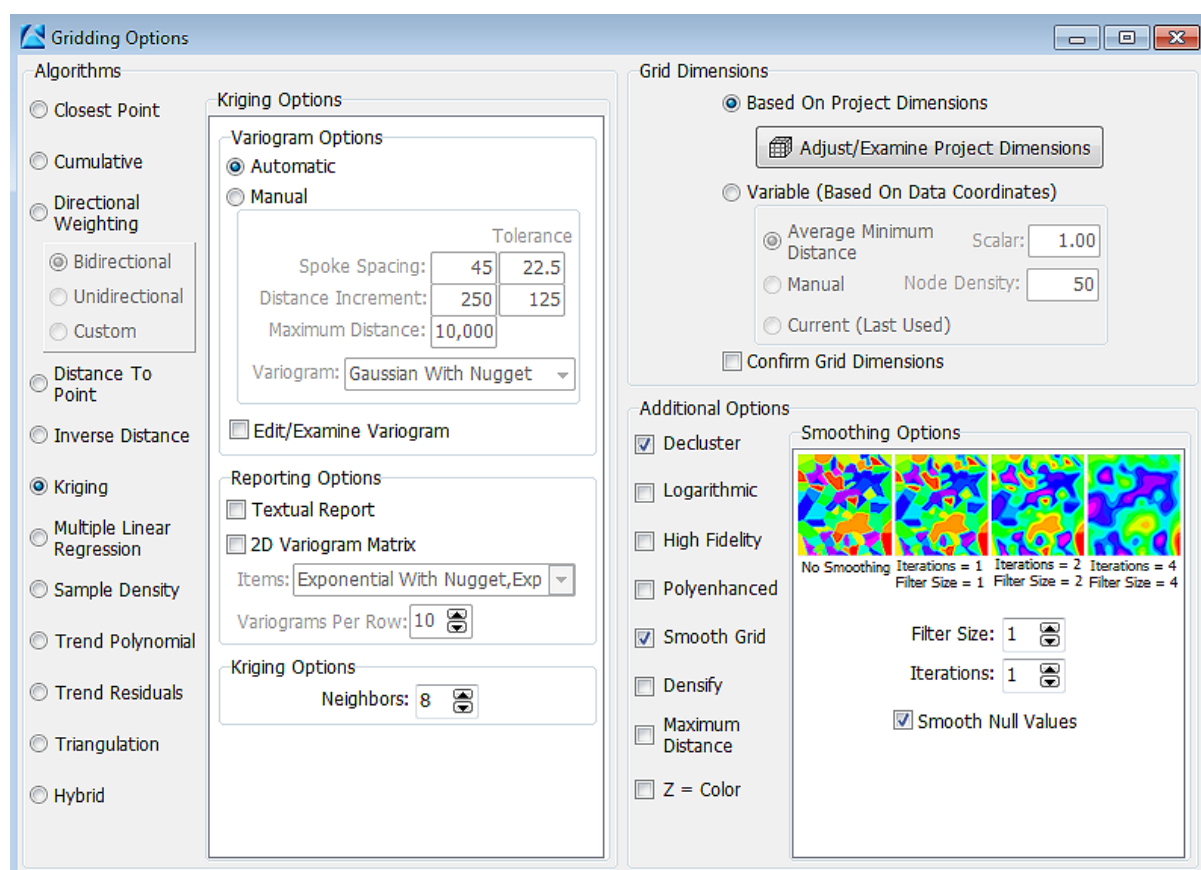 Gridding Options
Algorithms
Closest Point
Cumulative
Directional
Weighting
Bidirectional
Unidirectional
Custom
Distance To
Point
Inverse Distance
Kriging
Multiple Linear
Regression
Sample Density
Trend Polynomial
Trend Residuals
Triangulation
Hybrid
Kriging Options
Variogram Options
Automatic
Manual
Tolerance
Spoke Spacing: 45 22.5
Distance Increment: 250 125
Maximum Distance: 10,000
Variogram: Gaussian With Nugget
Edit/Examine Variogram
Reporting Options
Textual Report
2D Variogram Matrix
Items: Exponential With Nugget,Exp
Variograms Per Row: 10
Kriging Options
Neighbors: 8
Grid Dimensions
Based On Project Dimensions
Adjust/Examine Project Dimensions
Variable (Based On Data Coordinates)
Average Minimum
Distance
Scalar: 1.00
Manual
Node Density: 50
Current (Last Used)
Confirm Grid Dimensions
Additional Options
Decluster
Logarithmic
High Fidelity
Polyenhanced
Smooth Grid
Densify
Maximum
Distance
Z = Color
Smoothing Options
No Smoothing
Iterations = 1
Filter Size = 1
Iterations = 2
Filter Size = 2
Iterations = 4
Filter Size = 4
Filter Size: 1
Iterations: 1
Smooth Null Values